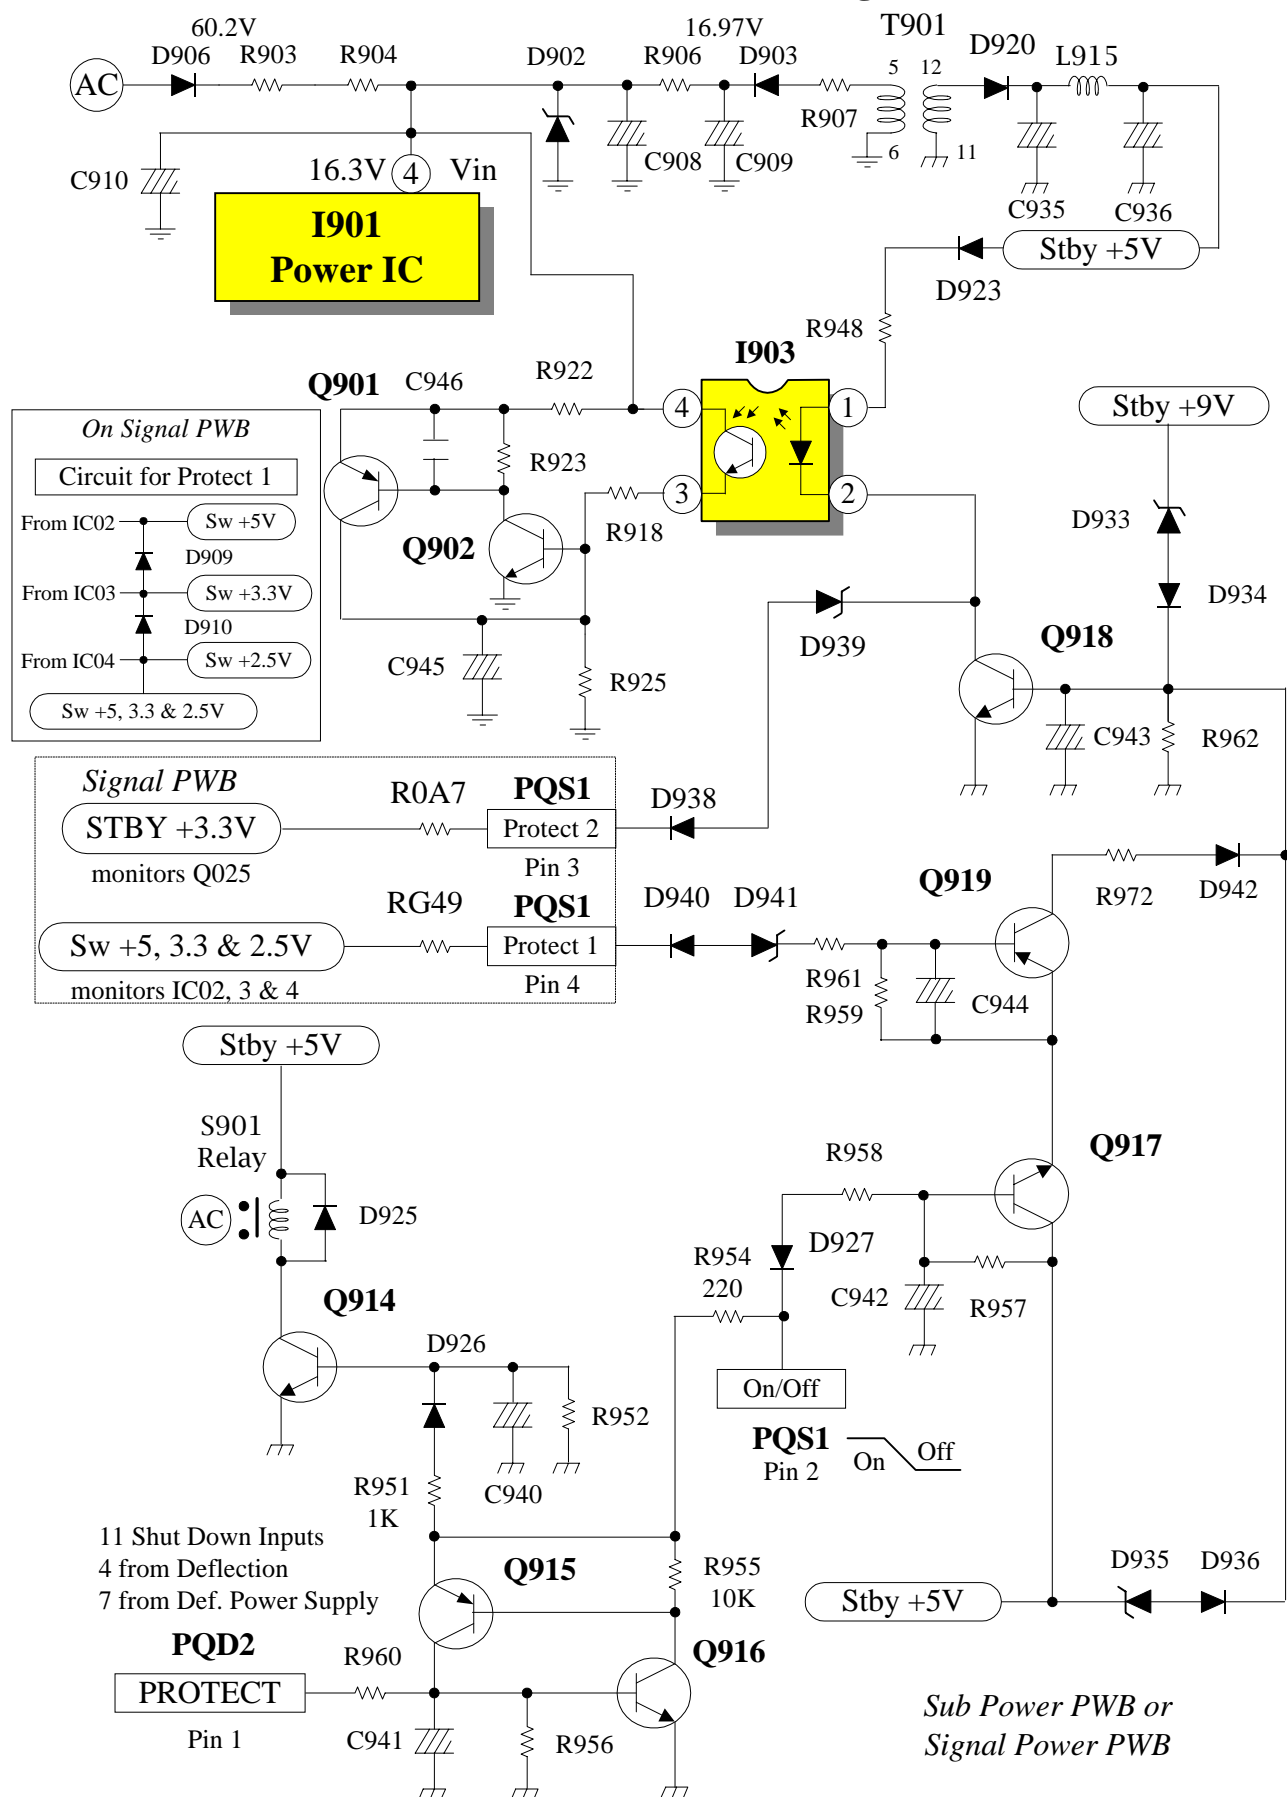 60.2V
16.97V
T901
D906
R903
R904
D902
R906
D903
D920
L915
AC
5
12
R907
6
11
C910
C908
C909
C935
C936
16.3V
4
Vin
I901
Power IC
Stby +5V
D923
R948
I903
Q901
C946
R922
4
1
Stby +9V
R923
3
2
R918
Q902
D933
D934
D939
Q918
C945
R925
C943
R962
On Signal PWB
Circuit for Protect 1
From IC02
Sw +5V
D909
From IC03
Sw +3.3V
D910
From IC04
Sw +2.5V
Sw +5, 3.3 & 2.5V
Signal PWB
R0A7
PQS1
D938
STBY +3.3V
Protect 2
monitors Q025
Pin 3
R972
D942
Q919
RG49
PQS1
D940
D941
Sw +5, 3.3 & 2.5V
Protect 1
monitors IC02, 3 & 4
Pin 4
R961
R959
C944
Stby +5V
S901
Relay
AC
D925
Q917
R958
R954
220
D927
C942
R957
Q914
D926
On/Off
R952
PQS1
Pin 2
On
Off
R951
1K
C940
11 Shut Down Inputs
4 from Deflection
7 from Def. Power Supply
Q915
R955
10K
D935
D936
Stby +5V
PQD2
R960
Q916
PROTECT
Pin 1
C941
R956
Sub Power PWB or
Signal Power PWB